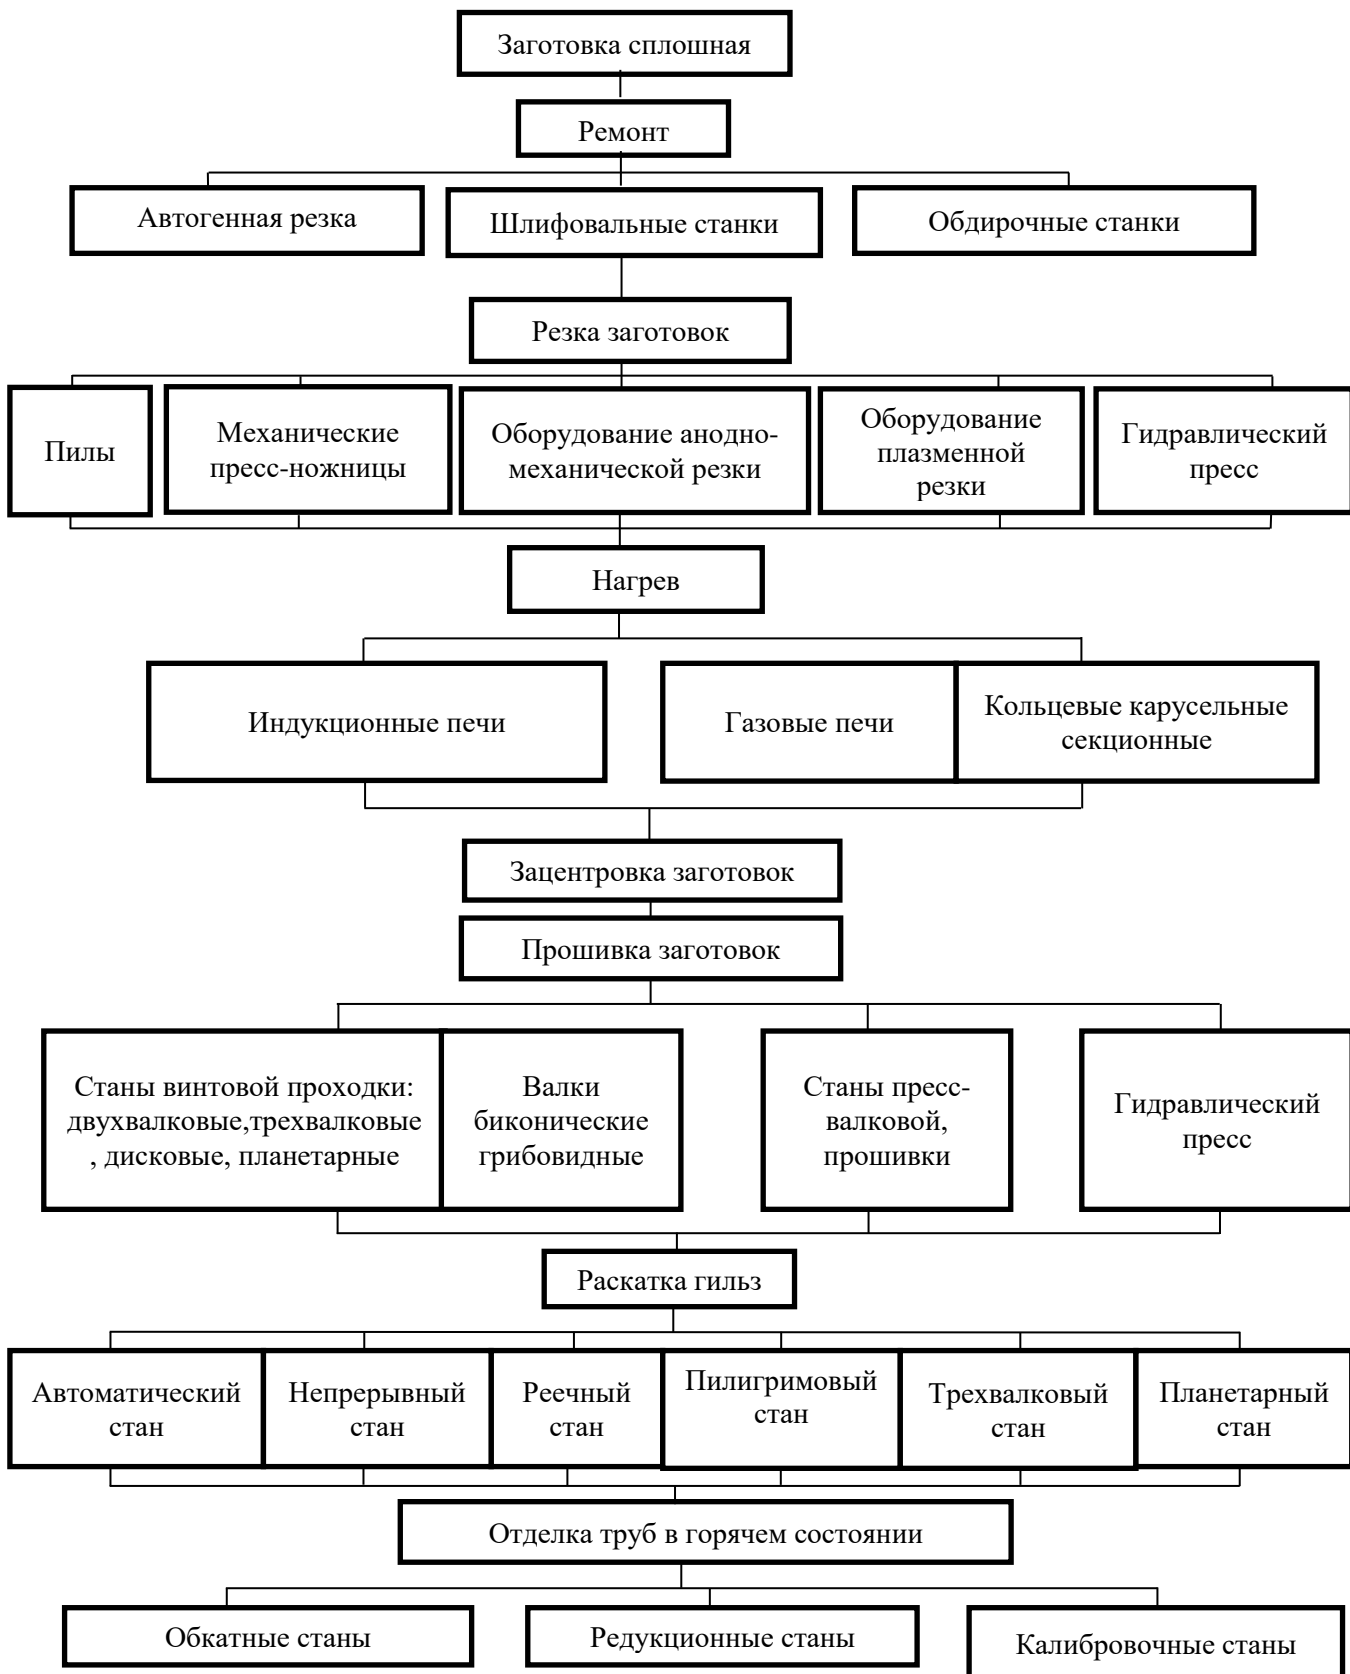 Заготовка сплошная
Ремонт
Автогенная резка
Шлифовальные станки
Обдирочные станки
Резка заготовок
Пилы
Механические
пресс-ножницы
Оборудование анодно-
механической резки
Оборудование
плазменной
резки
Гидравлический
пресс
Нагрев
Индукционные печи
Газовые печи
Кольцевые карусельные
секционные
Зацентровка заготовок
Прошивка заготовок
Станы винтовой проходки:
двухвалковые,трехвалковые
, дисковые, планетарные
Валки
биконические
грибовидные
Станы пресс-
валковой,
прошивки
Гидравлический
пресс
Раскатка гильз
Автоматический
стан
Непрерывный
стан
Реечный
стан
Пилигримовый
стан
Трехвалковый
стан
Планетарный
стан
Отделка труб в горячем состоянии
Обкатные станы
Редукционные станы
Калибровочные станы